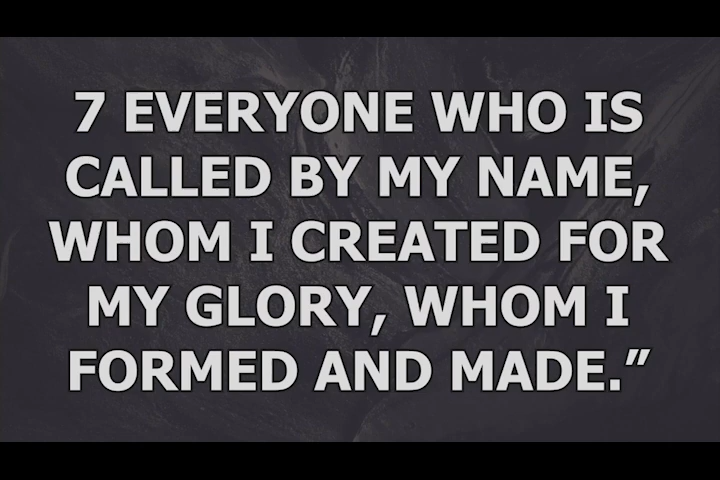 7 EVERYONE WHO IS
CALLED BY MY NAME,
WHOM I CREATED FOR
MY GLORY, WHOM I
FORMED AND MADE.”